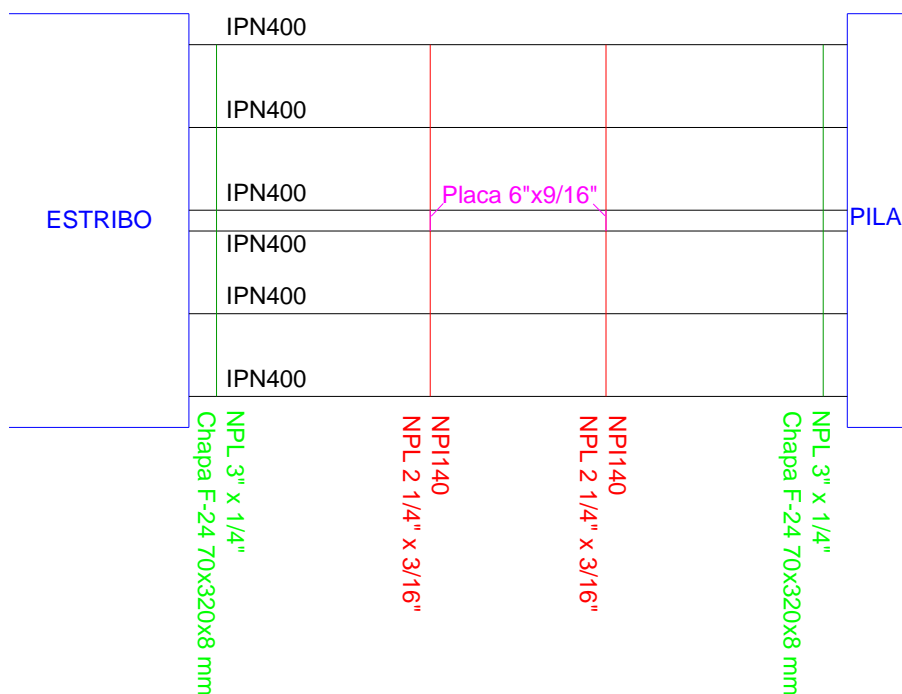 IPN400
IPN400
IPN400
Placa 6"x9/16"
ESTRIBO
PILA
IPN400
IPN400
IPN400
NPL 3" x 1/4"
Chapa F-24 70x320x8 mm
NPI140
NPL 2 1/4" x 3/16"
NPI140
NPL 2 1/4" x 3/16"
NPL 3" x 1/4"
Chapa F-24 70x320x8 mm